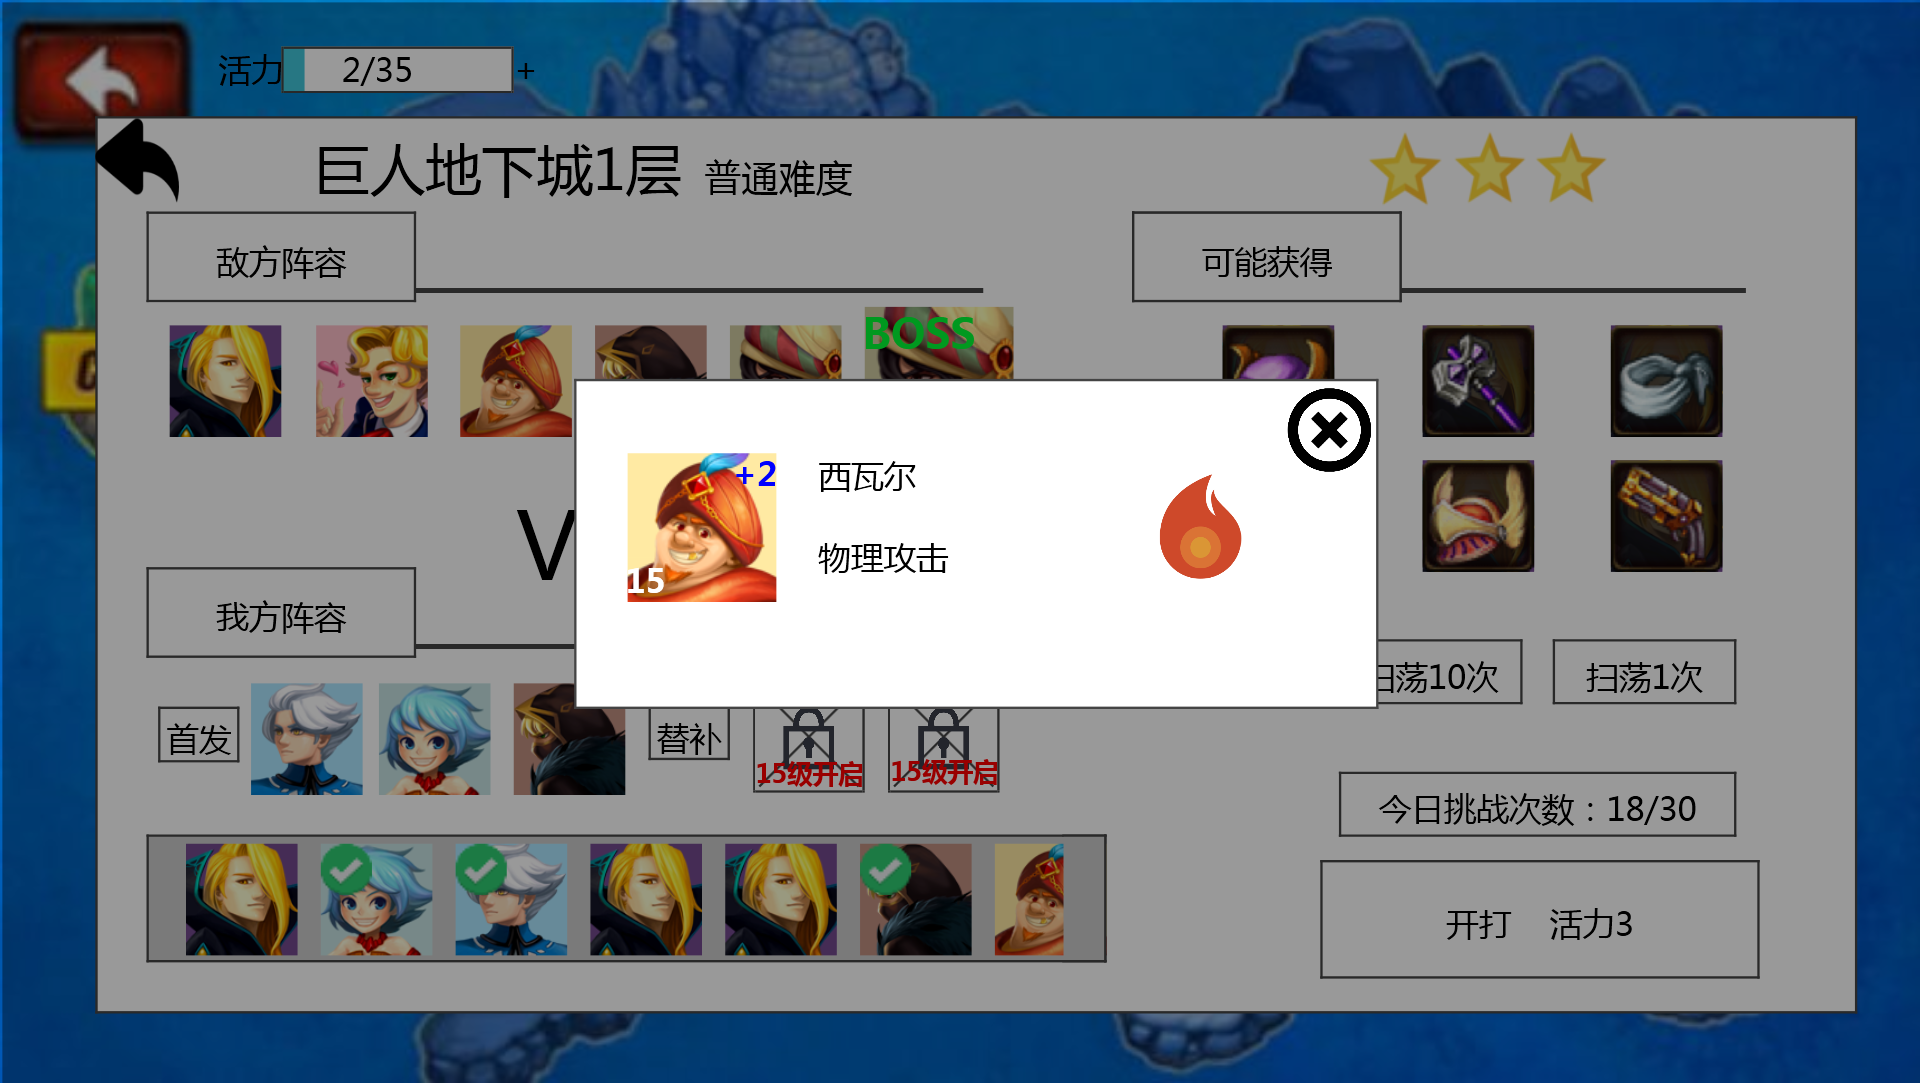 活力 2/35 +
巨人地下城1层 普通难度
敌方阵容
可能获得
BOSS
+2
西瓦尔
15
物理攻击
V
我方阵容
扫荡10次
扫荡1次
首发
替补
15级开启
15级开启
今日挑战次数：18/30
开打 活力3